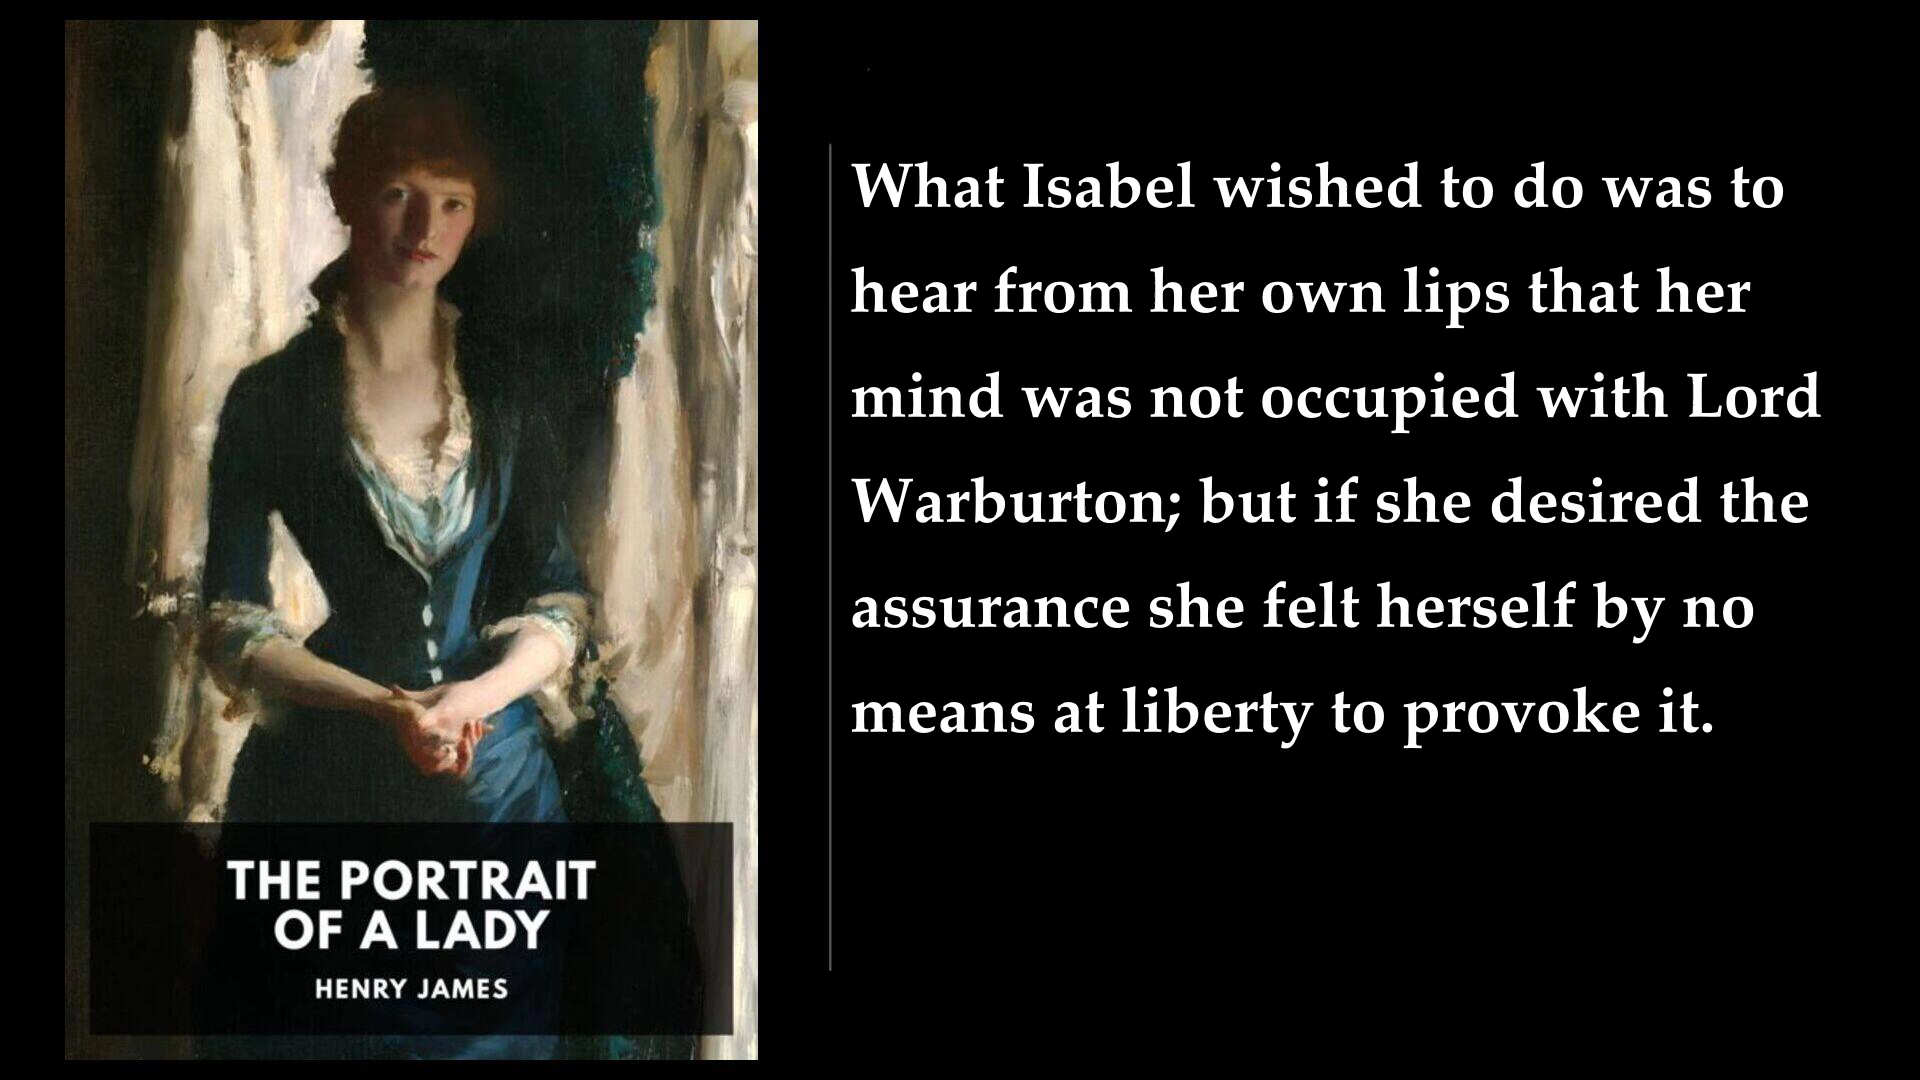 What Isabel wished to do was to
hear from her own lips that her
mind was not occupied with Lord
Warburton; but if she desired the
assurance she felt herself by no
means at liberty to provoke it.
THE PORTRAIT
OF A LADY
HENRY JAMES